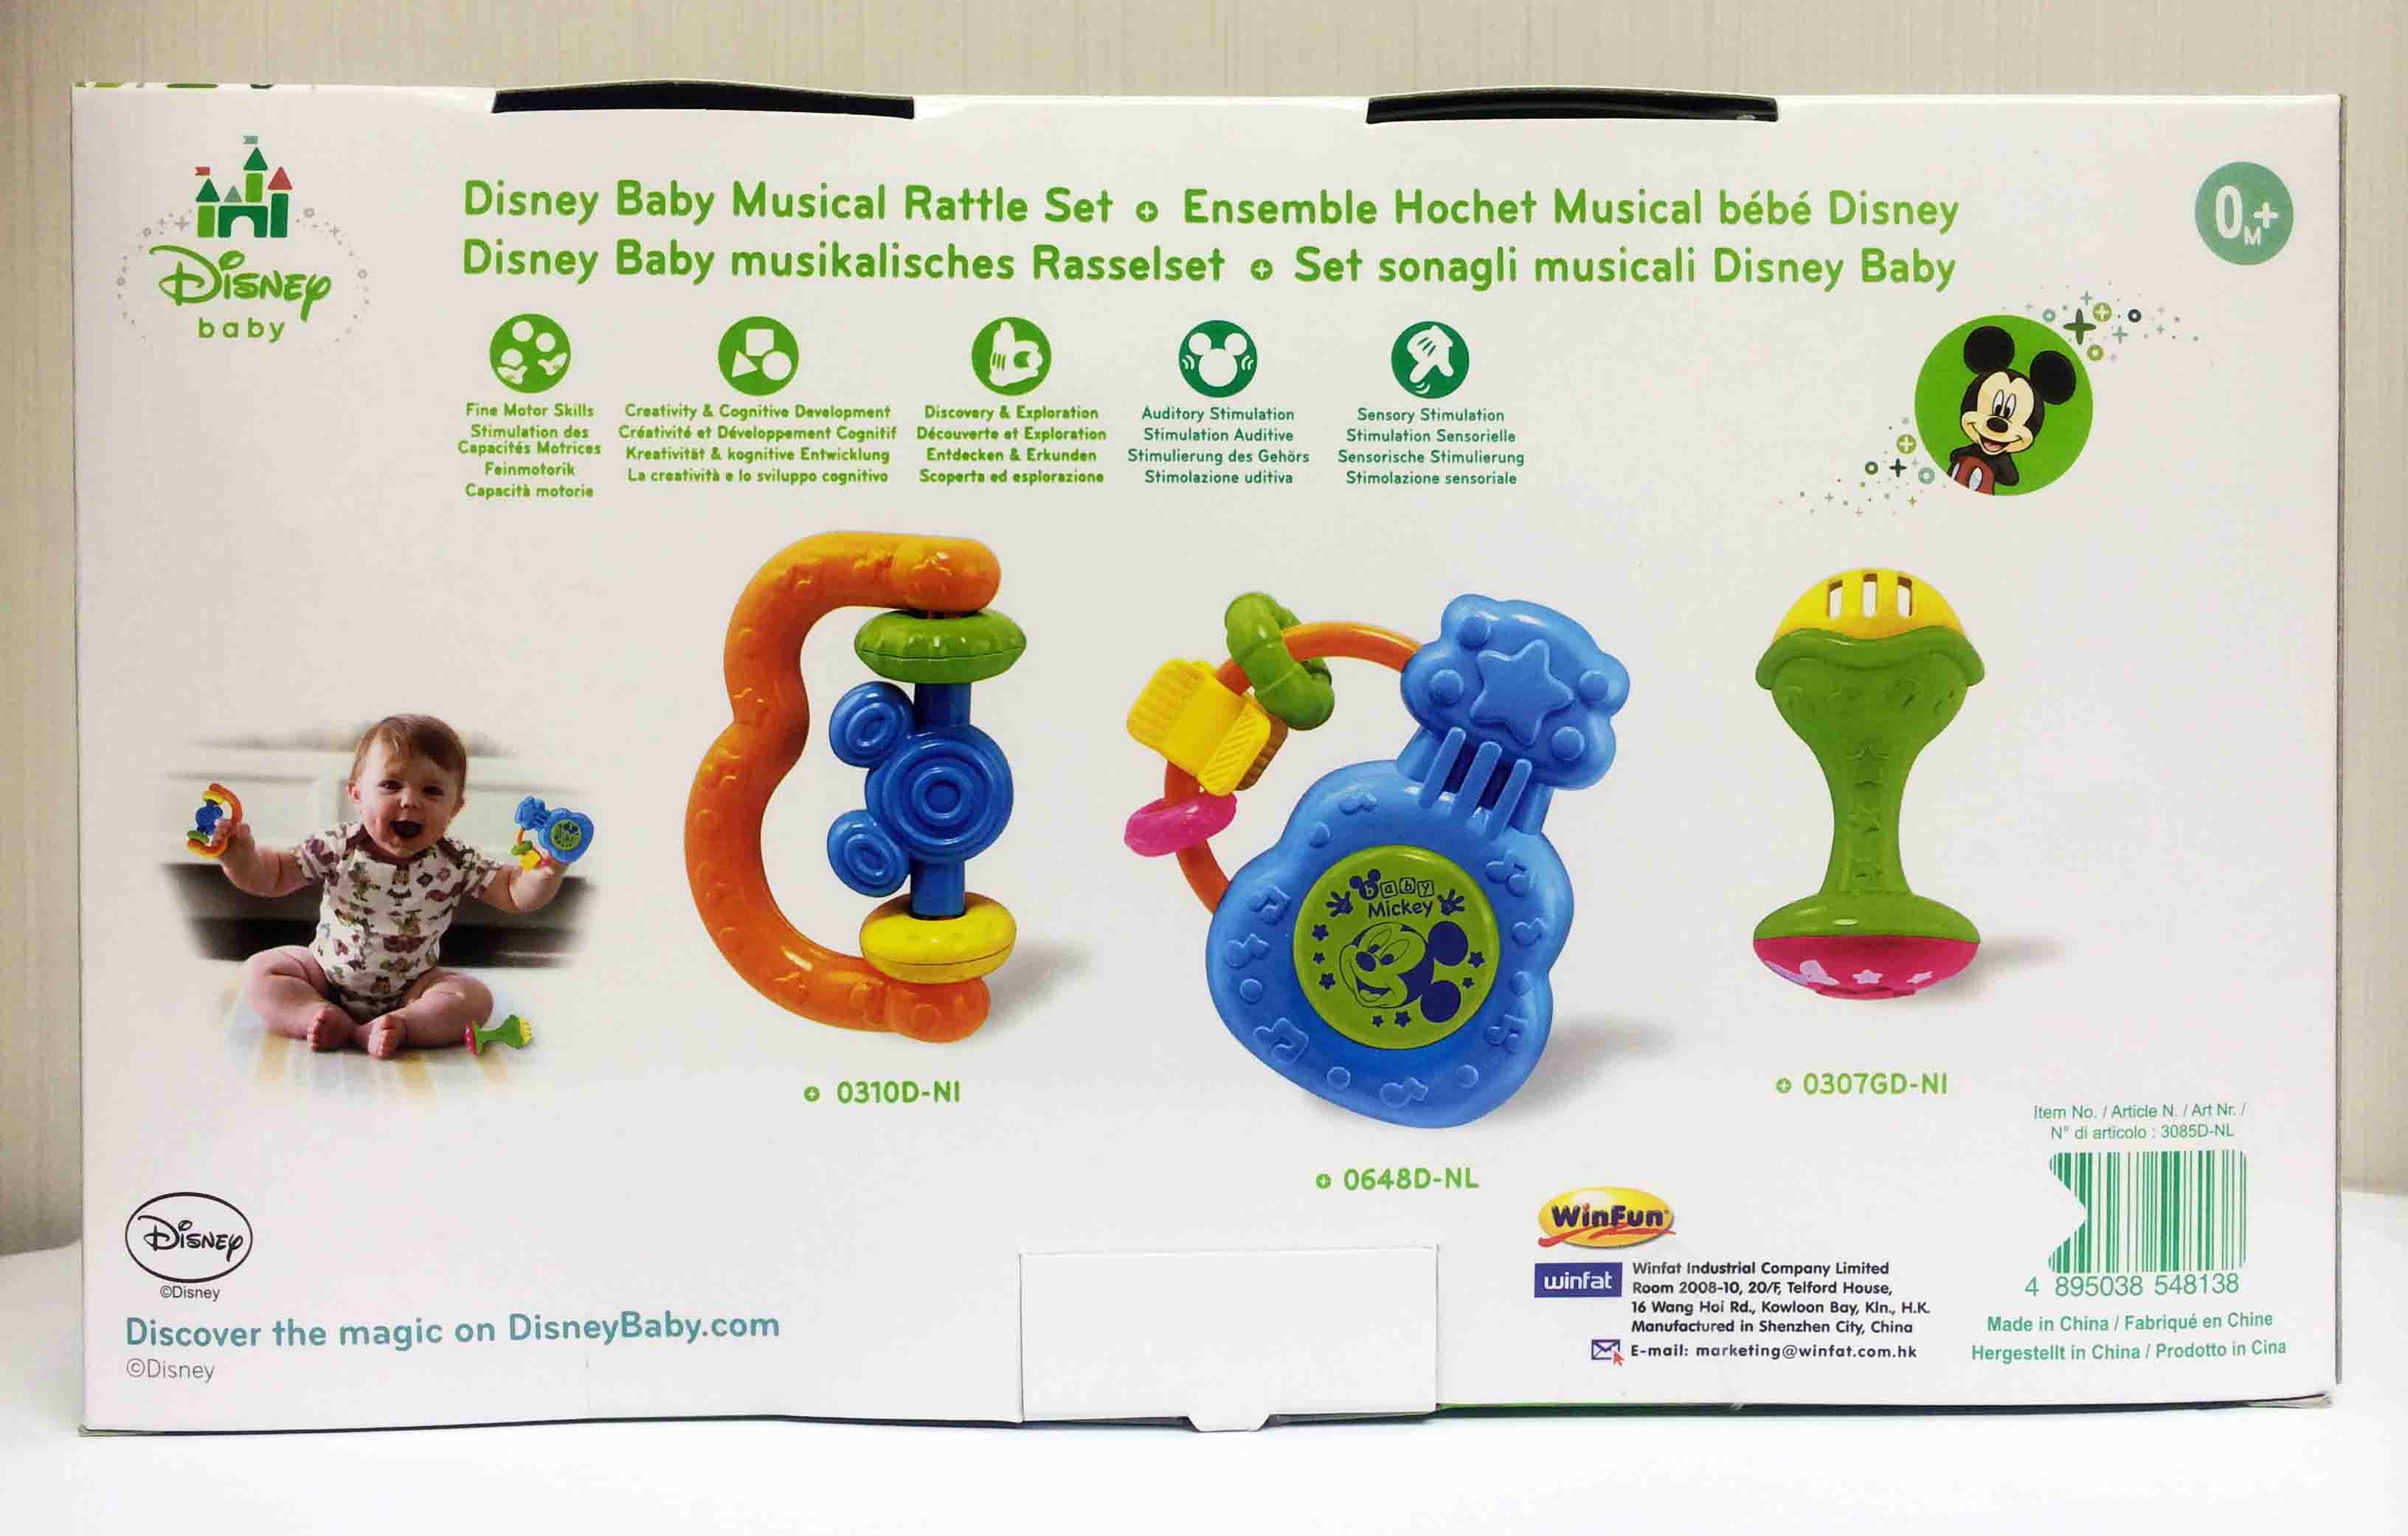 Disney
baby
Disney Baby Musical Rattle Set
Ensemble Hochet Musical bébé Disney
Disney Baby musikalisches Rasselset
Set sonagli musicali Disney Baby
0M+
Fine Motor Skills
Stimulation des
Capacités Motrices
Feinmotorik
Capacità motorie
Creativity & Cognitive Development
Créativité et Développement Cognitif
Kreativität & kognitive Entwicklung
La creatività e lo sviluppo cognitivo
Discovery & Exploration
Découverte et Exploration
Entdecken & Erkunden
Scoperta ed esplorazione
Auditory Stimulation
Stimulation Auditive
Stimulierung des Gehörs
Stimolazione uditiva
Sensory Stimulation
Stimulation Sensorielle
Sensorische Stimulierung
Stimolazione sensoriale
baby
Mickey
0310D-NI
0648D-NL
0307GD-NI
Item No. / Article N. / Art Nr. /
N° di articolo : 3085D-NL
4 895038 548138
Made in China / Fabriqué en Chine
Hergestellt in China / Prodotto in Cina
WinFun
winfat
Winfat Industrial Company Limited
Room 2008-10, 20/F, Telford House,
16 Wang Hoi Rd., Kowloon Bay, Kln., H.K.
Manufactured in Shenzhen City, China
E-mail: marketing@winfat.com.hk
Disney
©Disney
Discover the magic on DisneyBaby.com
©Disney